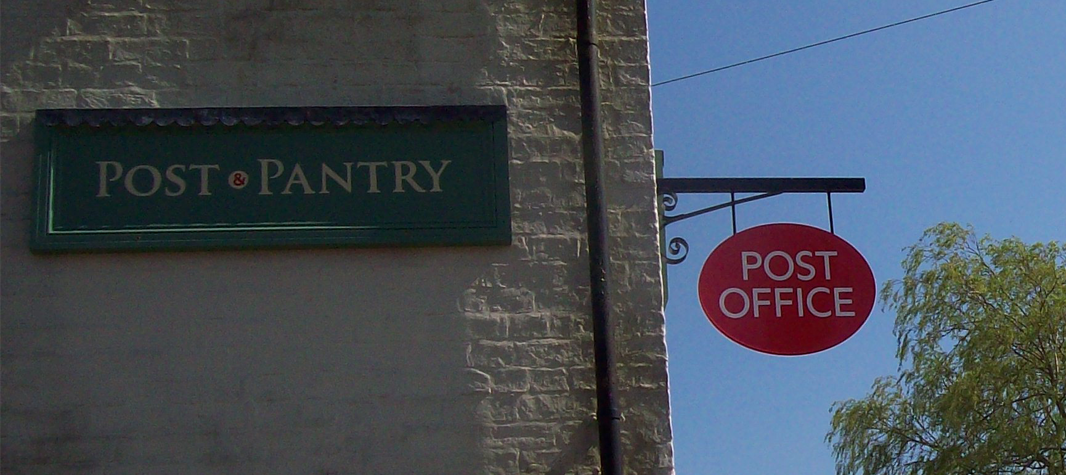 POST & PANTRY
POST
OFFICE